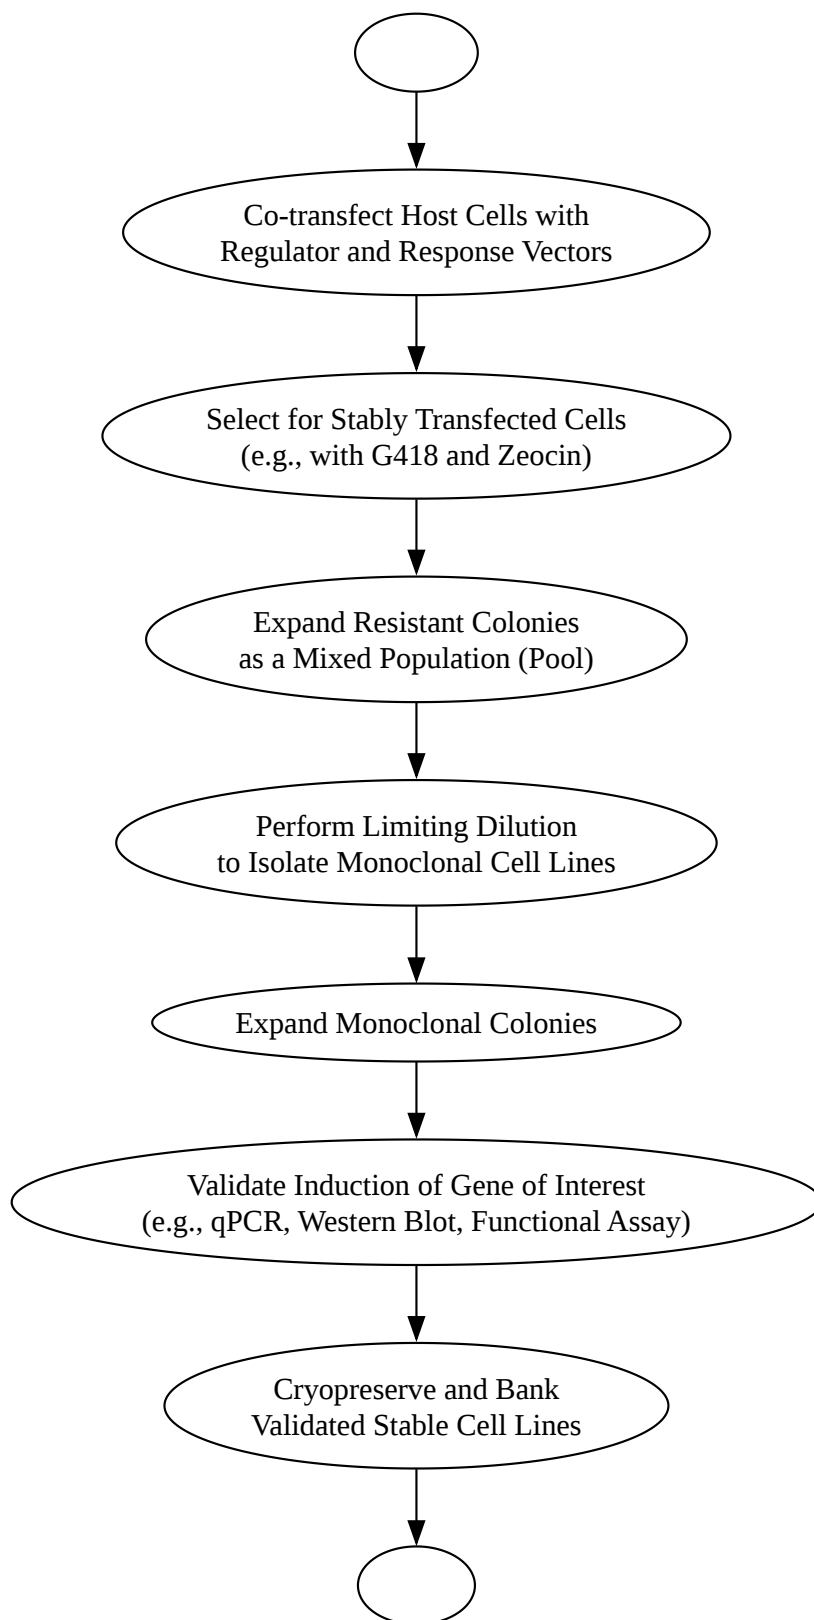 Co-transfect Host Cells with
Regulator and Response Vectors
Select for Stably Transfected Cells
(e.g., with G418 and Zeocin)
Expand Resistant Colonies
as a Mixed Population (Pool)
Perform Limiting Dilution
to Isolate Monoclonal Cell Lines
Expand Monoclonal Colonies
Validate Induction of Gene of Interest
(e.g., qPCR, Western Blot, Functional Assay)
Cryopreserve and Bank
Validated Stable Cell Lines